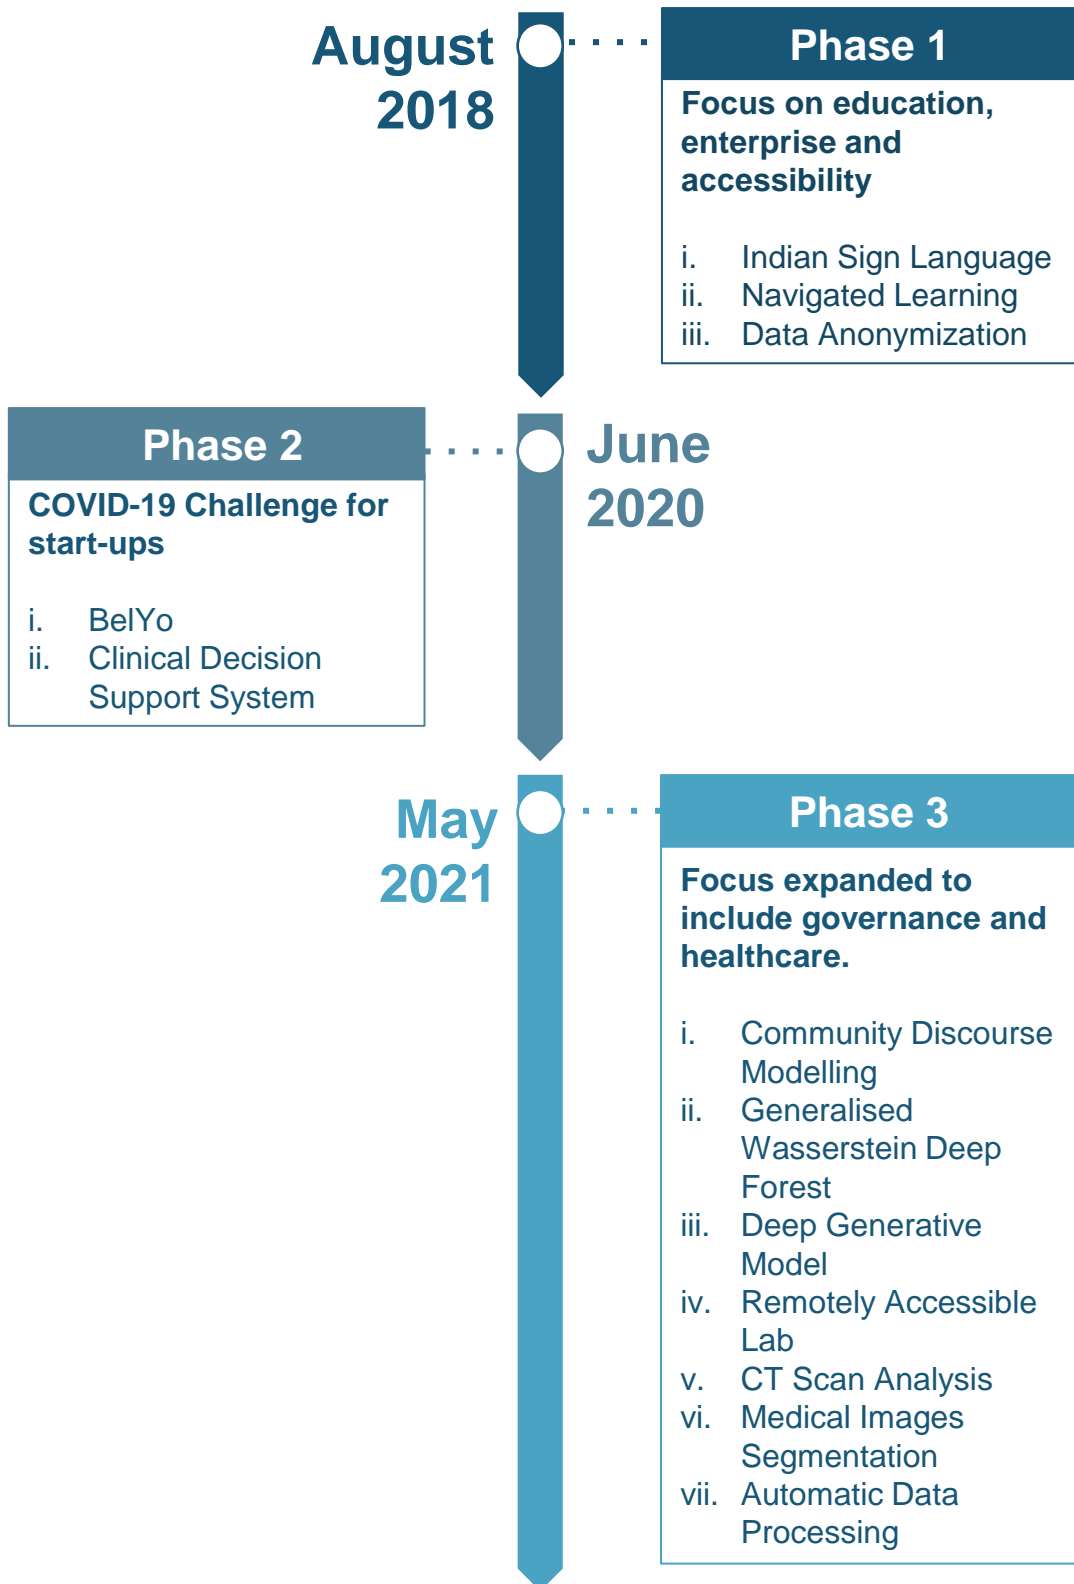 August
2018
Phase 1
Focus on education,
enterprise and
accessibility
i. Indian Sign Language
ii. Navigated Learning
iii. Data Anonymization
Phase 2
COVID-19 Challenge for
start-ups
i. BelYo
ii. Clinical Decision
Support System
June
2020
May
2021
Phase 3
Focus expanded to
include governance and
healthcare.
i. Community Discourse
Modelling
ii. Generalised
Wasserstein Deep
Forest
iii. Deep Generative
Model
iv. Remotely Accessible
Lab
v. CT Scan Analysis
vi. Medical Images
Segmentation
vii. Automatic Data
Processing